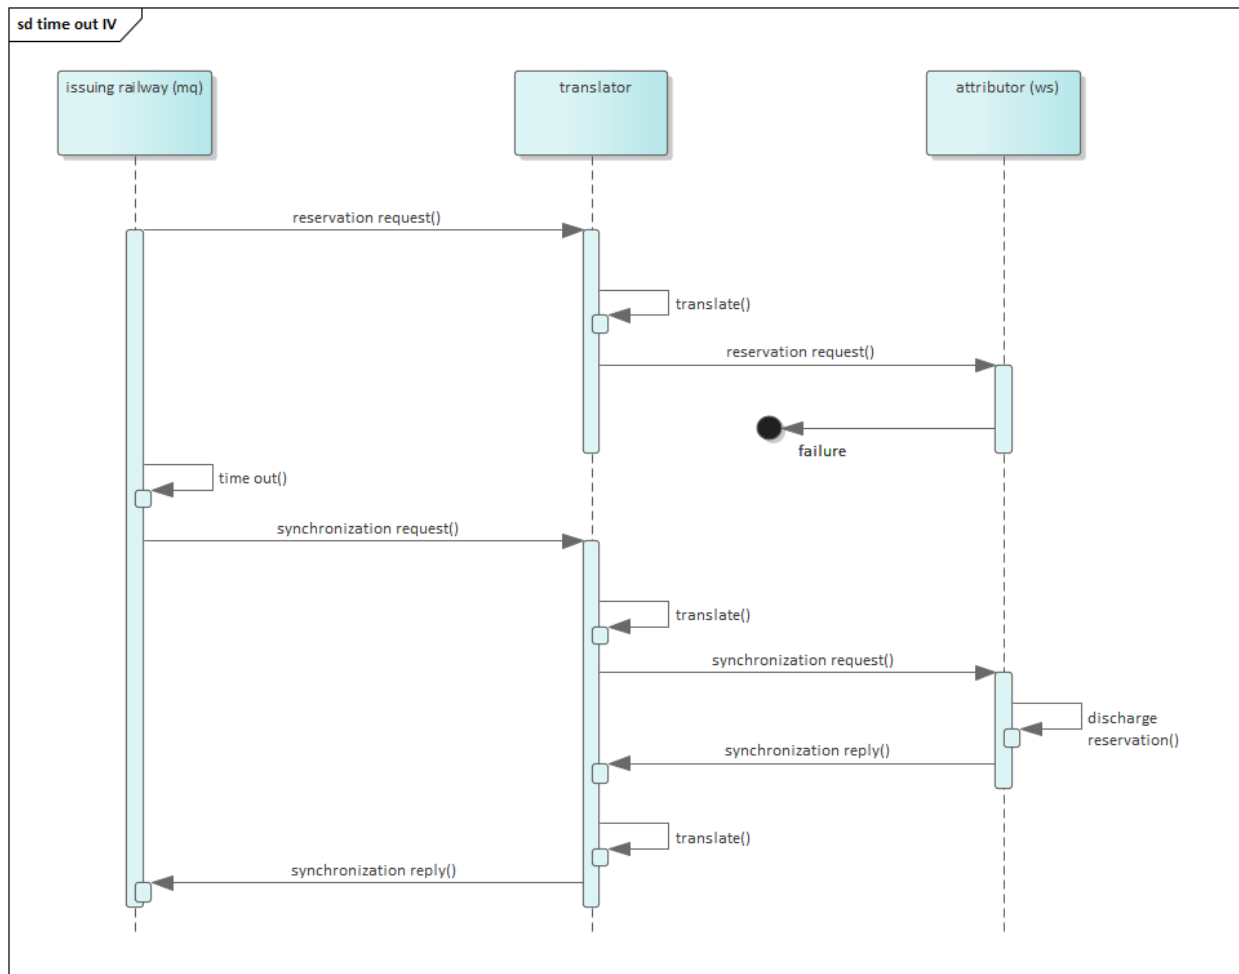 sd time out IV
issuing railway (mq)
translator
attributor (ws)
reservation request()
translate()
reservation request()
failure
time out()
synchronization request()
translate()
synchronization request()
discharge
reservation()
synchronization reply()
translate()
synchronization reply()